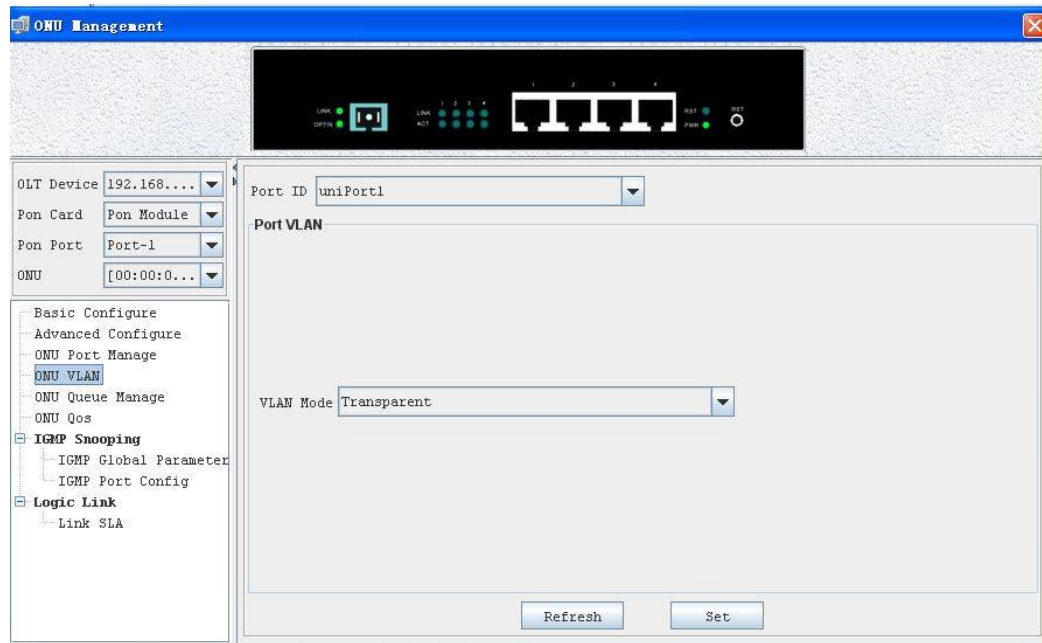 ONU Management
1 2 3 4
LINK
OPTIN
1 2 3 4
LINK
ACT
RST
PWR
RST
OLT Device 192.168....
Pon Card Pon Module
Pon Port Port-1
ONU [00:00:0...
Basic Configure
Advanced Configure
ONU Port Manage
ONU VLAN
ONU Queue Manage
ONU Qos
IGMP Snooping
IGMP Global Parameter
IGMP Port Config
Logic Link
Link SLA
Port ID uniPort1
Port VLAN
VLAN Mode Transparent
Refresh Set